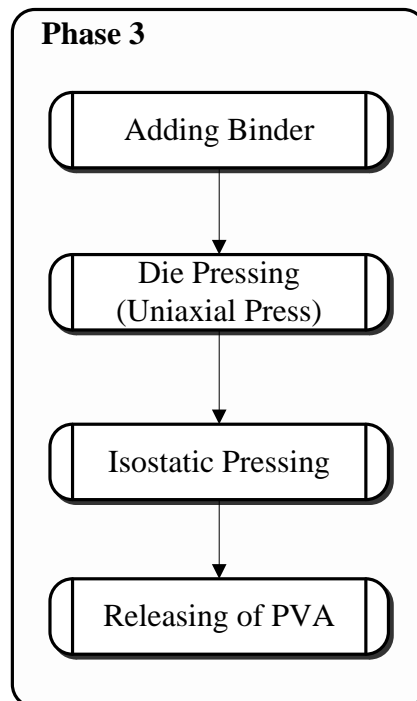 Phase 3
Adding Binder
Die Pressing
(Uniaxial Press)
Isostatic Pressing
Releasing of PVA